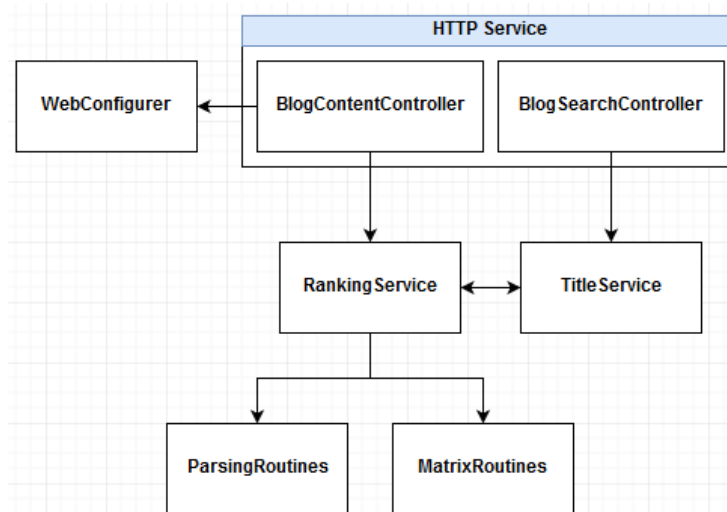 HTTP Service
WebConfigurer
BlogContentController
BlogSearchController
RankingService
TitleService
ParsingRoutines
MatrixRoutines